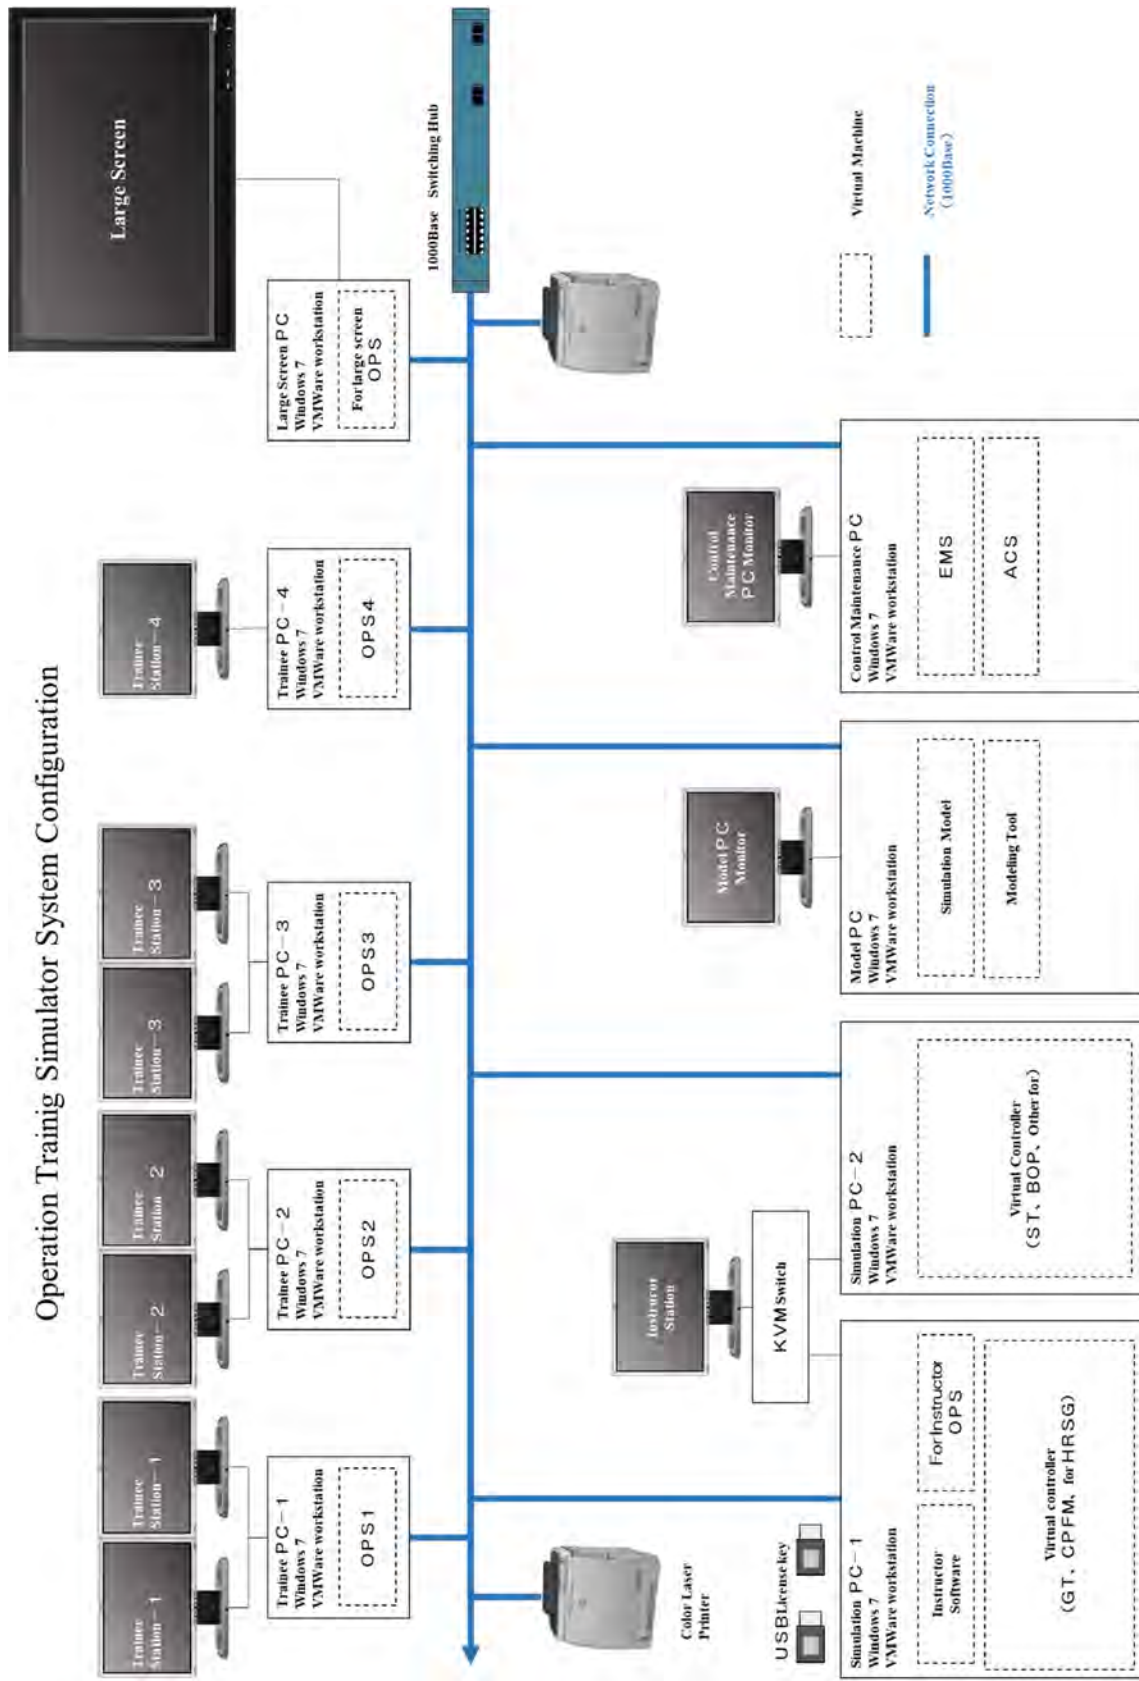 Operation Trainig Simulator System Configuration
Trainee
Station-1
Trainee
Station-1
Trainee
Station-2
Trainee
Station 2
Trainee
Station-3
Trainee
Station-3
Trainee
Station-4
Large Screen
Trainee PC-1
Windows 7
VMWare workstation
OPS1
Trainee PC-2
Windows 7
VMWare workstation
OPS2
Trainee PC-3
Windows 7
VMWare workstation
OPS3
Trainee PC-4
Windows 7
VMWare workstation
OPS4
Large Screen PC
Windows 7
VMWare workstation
For large screen
OPS
1000Base Switching Hub
Color Laser
Printer
USB License key
Instrucor
Station
KVM Switch
Model PC
Monitor
Control
Maintenance
PC Monitor
Simulation PC-1
Windows 7
VMWare workstation
Instructor
Software
For Instructor
OPS
Virtual controller
(GT、CPFM、for HRSG)
Simulation PC-2
Windows 7
VMWare workstation
Virtual Controller
(ST、BOP、Other for)
Model PC
Windows 7
VMWare workstation
Simulation Model
Modeling Tool
Control Maintenance PC
Windows 7
VMWare workstation
EMS
ACS
Virtual Machine
Network Connection
(1000Base)